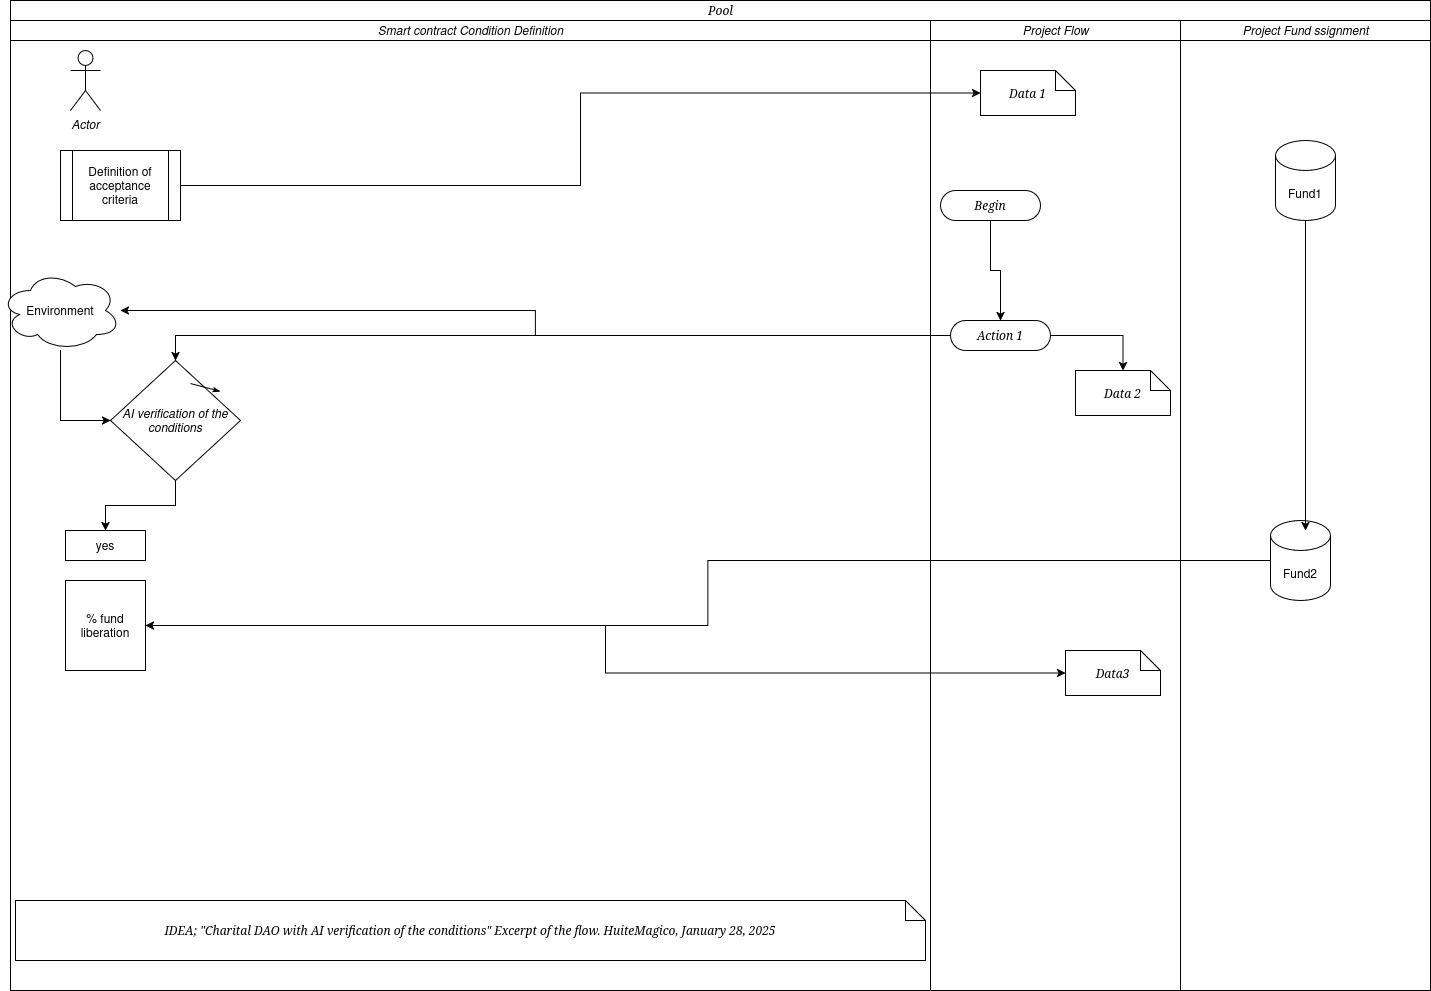 Pool
Smart contract Condition Definition
Project Flow
Project Fund ssignment
Actor
Data 1
Definition of
acceptance
criteria
Begin
Fund1
Environment
Action 1
Data 2
AI verification of the
conditions
yes
Fund2
% fund
liberation
Data3
IDEA; "Charital DAO with AI verification of the conditions" Excerpt of the flow. HuiteMagico, January 28, 2025